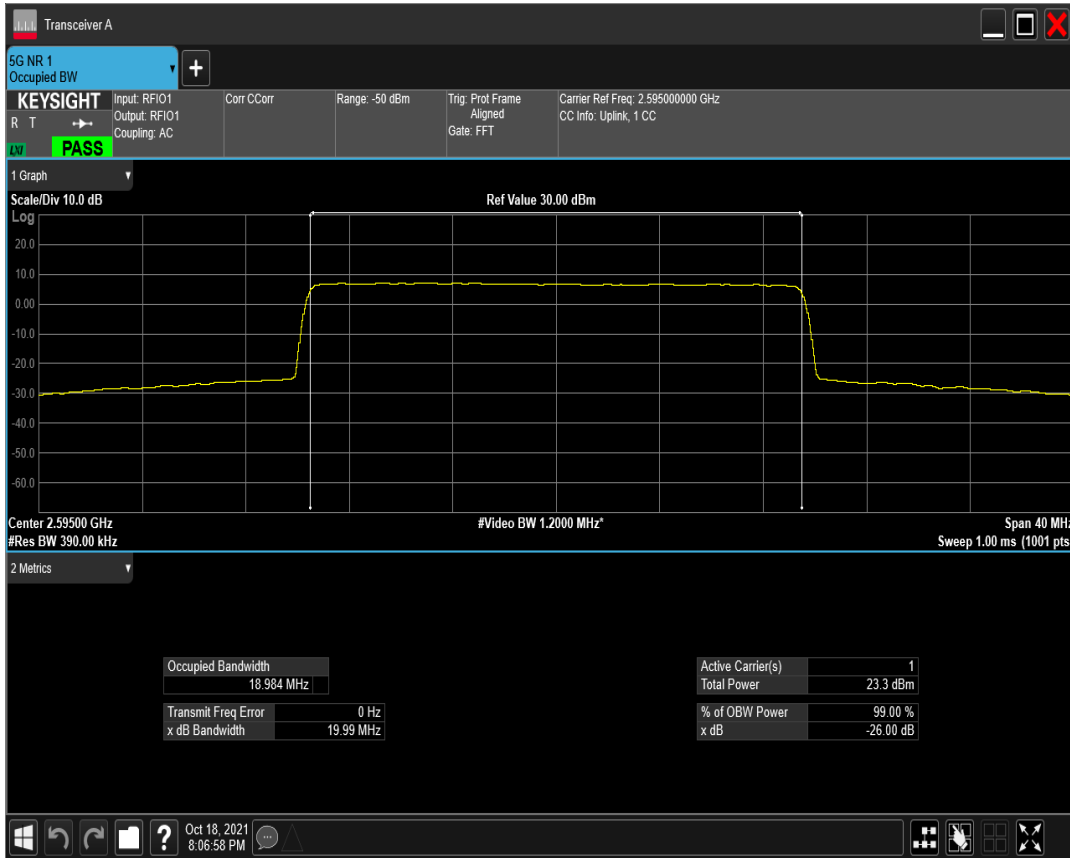 Transceiver A
5G NR 1
Occupied BW
KEYSIGHT
R T
LXI
PASS
Input: RFIO1
Output: RFIO1
Coupling: AC
Corr CCorr
Range: -50 dBm
Trig: Prot Frame
Aligned
Gate: FFT
Carrier Ref Freq: 2.595000000 GHz
CC Info: Uplink, 1 CC
1 Graph
Scale/Div 10.0 dB
Ref Value 30.00 dBm
Log
20.0
10.0
0.00
-10.0
-20.0
-30.0
-40.0
-50.0
-60.0
Center 2.59500 GHz
#Video BW 1.2000 MHz*
Span 40 MHz
#Res BW 390.00 kHz
Sweep 1.00 ms (1001 pts
2 Metrics
Occupied Bandwidth
18.984 MHz
Transmit Freq Error 0 Hz
x dB Bandwidth 19.99 MHz
Active Carrier(s) 1
Total Power 23.3 dBm
% of OBW Power 99.00 %
x dB -26.00 dB
?
Oct 18, 2021
8:06:58 PM